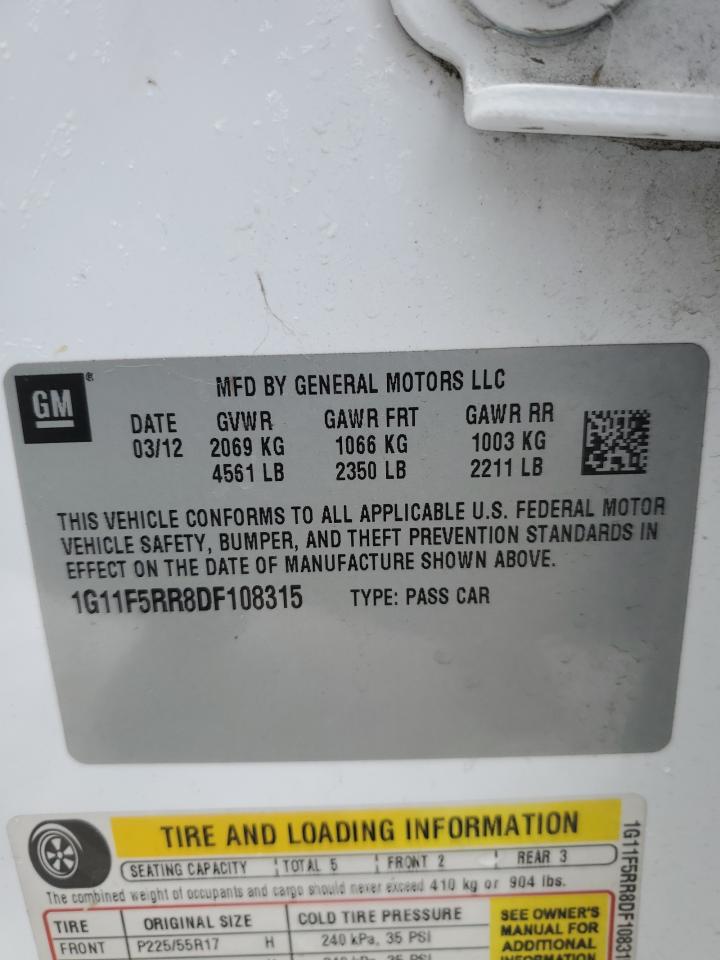 GM®
MFD BY GENERAL MOTORS LLC
DATE GVWR GAWR FRT GAWR RR
03/12 2069 KG 1066 KG 1003 KG
4561 LB 2350 LB 2211 LB
THIS VEHICLE CONFORMS TO ALL APPLICABLE U.S. FEDERAL MOTOR
VEHICLE SAFETY, BUMPER, AND THEFT PREVENTION STANDARDS IN
EFFECT ON THE DATE OF MANUFACTURE SHOWN ABOVE.
1G11F5RR8DF108315 TYPE: PASS CAR
TIRE AND LOADING INFORMATION
SEATING CAPACITY TOTAL 5 FRONT 2 REAR 3
The combined weight of occupants and cargo should never exceed 410 kg or 904 lbs.
TIRE ORIGINAL SIZE COLD TIRE PRESSURE
FRONT P225/55R17 H 240 kPa, 35 PSI
SEE OWNER'S
MANUAL FOR
ADDITIONAL
INFORMATION
1G11F5RR8DF10831